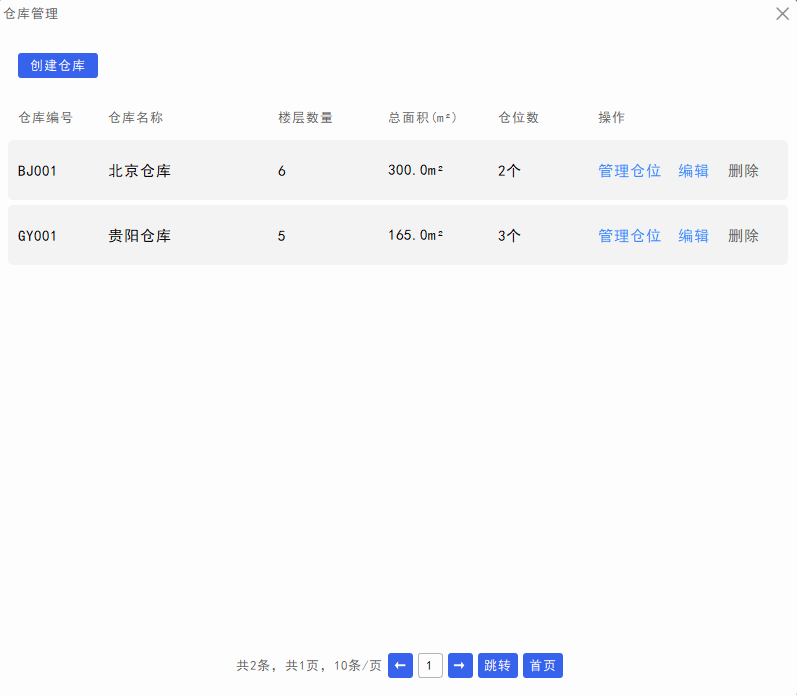 仓库管理
创建仓库
仓库编号 仓库名称 楼层数量 总面积(m²) 仓位数 操作
BJ001 北京仓库 6 300.0m² 2个 管理仓位 编辑 删除
GY001 贵阳仓库 5 165.0m² 3个 管理仓位 编辑 删除
共2条，共1页，10条/页 ← 1 → 跳转 首页